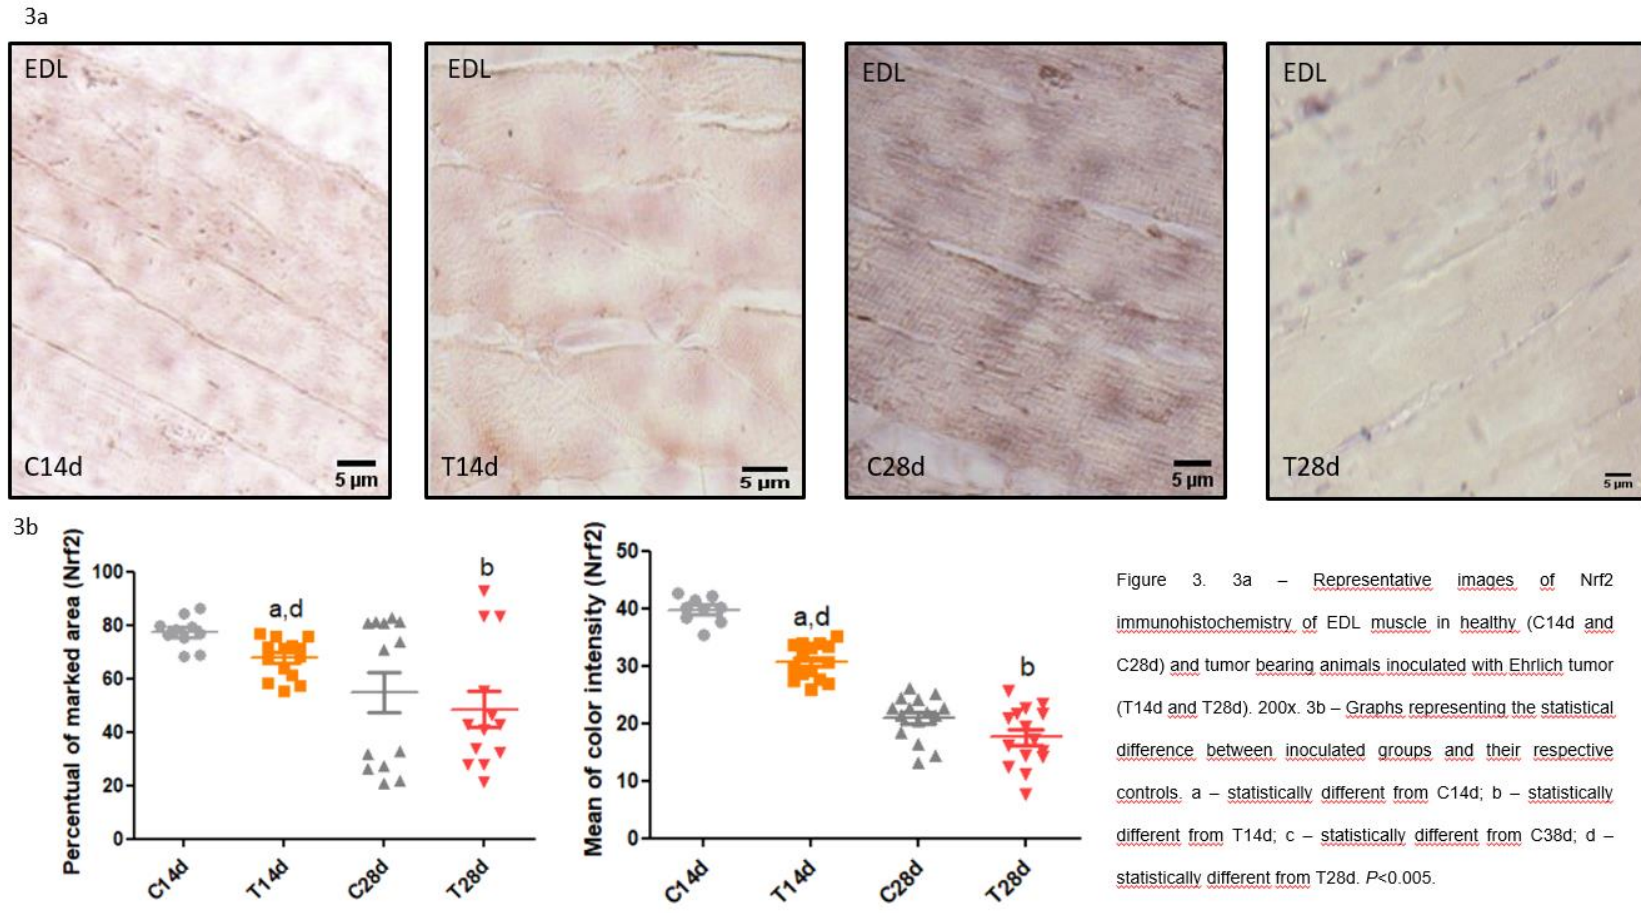 3a
EDL
EDL
EDL
EDL
C14d
T14d
C28d
T28d
5 µm
5 µm
5 µm
5 µm
3b
Percentual of marked area (Nrf2)
100
80
60
40
20
0
a,d
b
C14d
T14d
C28d
T28d
Mean of color intensity (Nrf2)
50
40
30
20
10
0
a,d
b
C14d
T14d
C28d
T28d
Figure 3. 3a – Representative images of Nrf2
immunohistochemistry of EDL muscle in healthy (C14d and
C28d) and tumor bearing animals inoculated with Ehrlich tumor
(T14d and T28d). 200x. 3b – Graphs representing the statistical
difference between inoculated groups and their respective
controls. a – statistically different from C14d; b – statistically
different from T14d; c – statistically different from C38d; d –
statistically different from T28d. P<0.005.